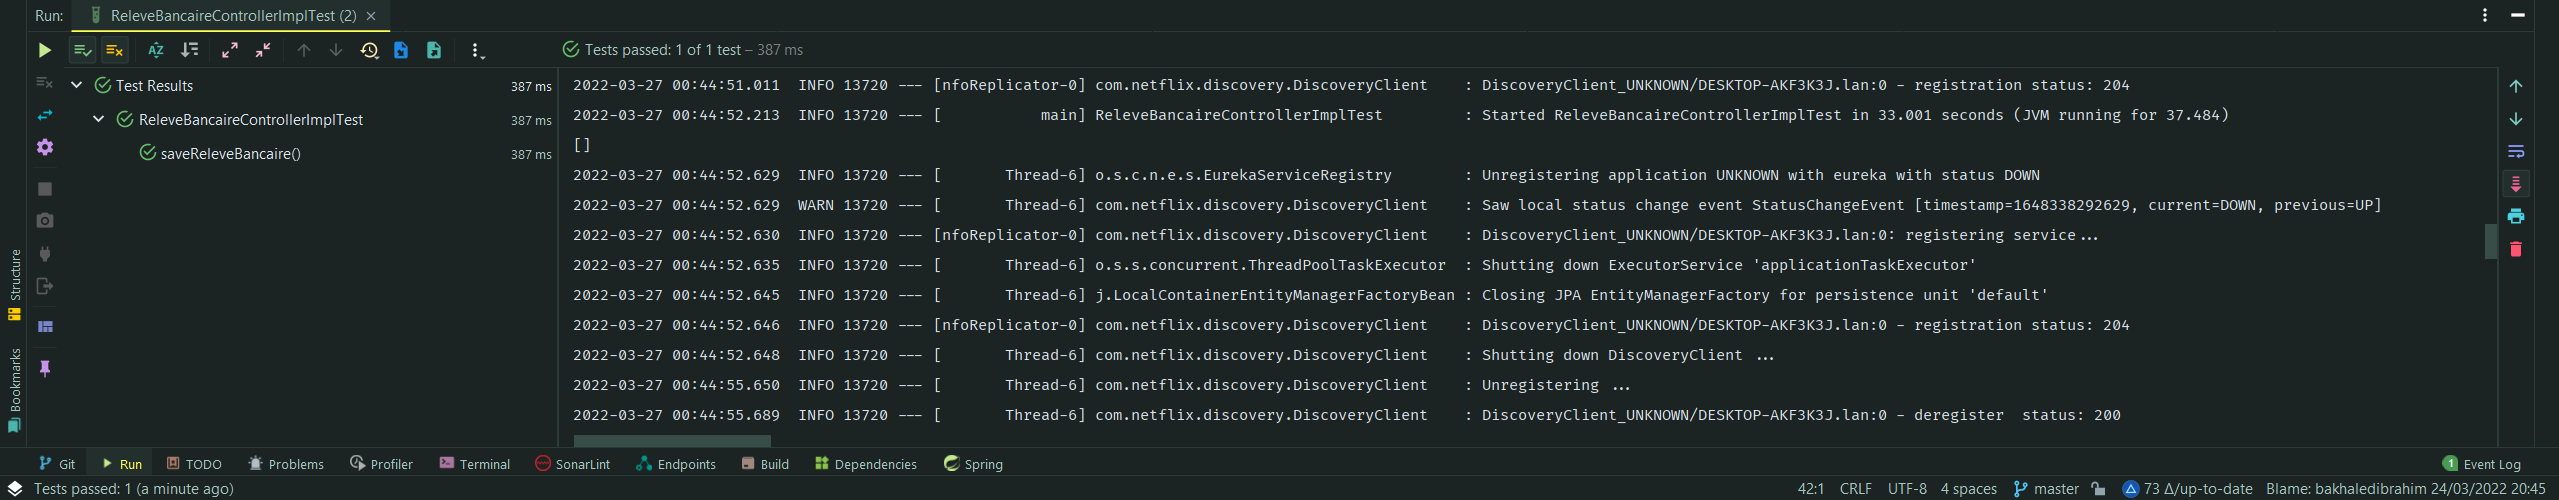 Run: ReleveBancaireControllerImplTest (2) ×
Tests passed: 1 of 1 test – 387 ms
Test Results 387 ms
ReleveBancaireControllerImplTest 387 ms
saveReleveBancaire() 387 ms
2022-03-27 00:44:51.011  INFO 13720 --- [nfoReplicator-0] com.netflix.discovery.DiscoveryClient    : DiscoveryClient_UNKNOWN/DESKTOP-AKF3K3J.lan:0 - registration status: 204
2022-03-27 00:44:52.213  INFO 13720 --- [           main] ReleveBancaireControllerImplTest         : Started ReleveBancaireControllerImplTest in 33.001 seconds (JVM running for 37.484)
[]
2022-03-27 00:44:52.629  INFO 13720 --- [       Thread-6] o.s.c.n.e.s.EurekaServiceRegistry        : Unregistering application UNKNOWN with eureka with status DOWN
2022-03-27 00:44:52.629  WARN 13720 --- [       Thread-6] com.netflix.discovery.DiscoveryClient    : Saw local status change event StatusChangeEvent [timestamp=1648338292629, current=DOWN, previous=UP]
2022-03-27 00:44:52.630  INFO 13720 --- [nfoReplicator-0] com.netflix.discovery.DiscoveryClient    : DiscoveryClient_UNKNOWN/DESKTOP-AKF3K3J.lan:0: registering service...
2022-03-27 00:44:52.635  INFO 13720 --- [       Thread-6] o.s.s.concurrent.ThreadPoolTaskExecutor  : Shutting down ExecutorService 'applicationTaskExecutor'
2022-03-27 00:44:52.645  INFO 13720 --- [       Thread-6] j.LocalContainerEntityManagerFactoryBean : Closing JPA EntityManagerFactory for persistence unit 'default'
2022-03-27 00:44:52.646  INFO 13720 --- [nfoReplicator-0] com.netflix.discovery.DiscoveryClient    : DiscoveryClient_UNKNOWN/DESKTOP-AKF3K3J.lan:0 - registration status: 204
2022-03-27 00:44:52.648  INFO 13720 --- [       Thread-6] com.netflix.discovery.DiscoveryClient    : Shutting down DiscoveryClient ...
2022-03-27 00:44:55.650  INFO 13720 --- [       Thread-6] com.netflix.discovery.DiscoveryClient    : Unregistering ...
2022-03-27 00:44:55.689  INFO 13720 --- [       Thread-6] com.netflix.discovery.DiscoveryClient    : DiscoveryClient_UNKNOWN/DESKTOP-AKF3K3J.lan:0 - deregister  status: 200
Structure
Bookmarks
Git Run TODO Problems Profiler Terminal SonarLint Endpoints Build Dependencies Spring 1 Event Log
Tests passed: 1 (a minute ago) 42:1 CRLF UTF-8 4 spaces master 73 Δ/up-to-date Blame: bakhaledibrahim 24/03/2022 20:45